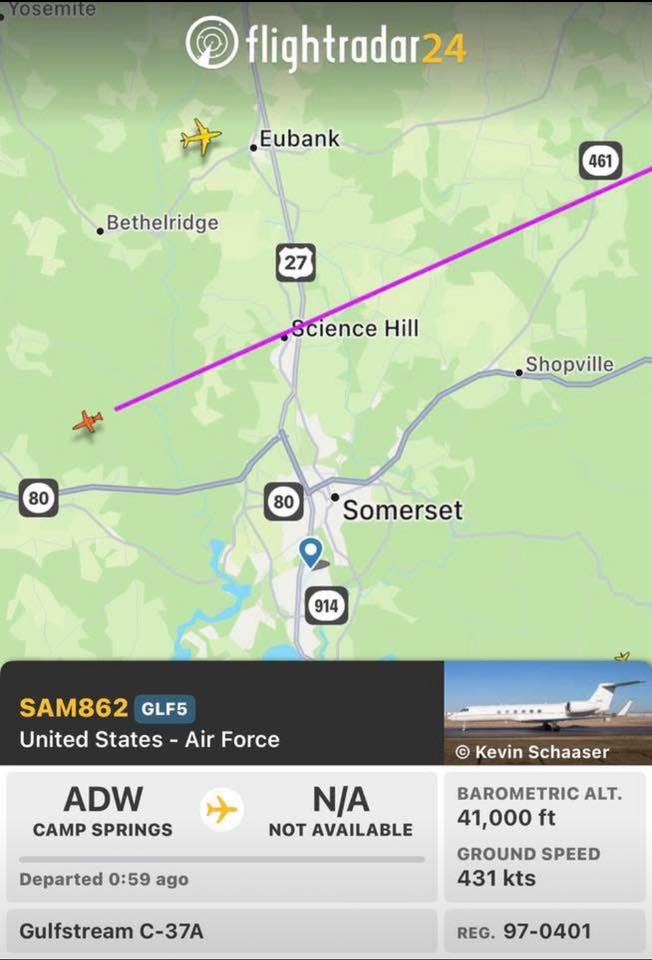 Yosemite
flightradar24
Eubank
461
Bethelridge
27
Science Hill
Shopville
80
80
Somerset
914
SAM862 GLF5
United States - Air Force
© Kevin Schaaser
ADW
CAMP SPRINGS
N/A
NOT AVAILABLE
Departed 0:59 ago
BAROMETRIC ALT.
41,000 ft
GROUND SPEED
431 kts
Gulfstream C-37A
REG. 97-0401